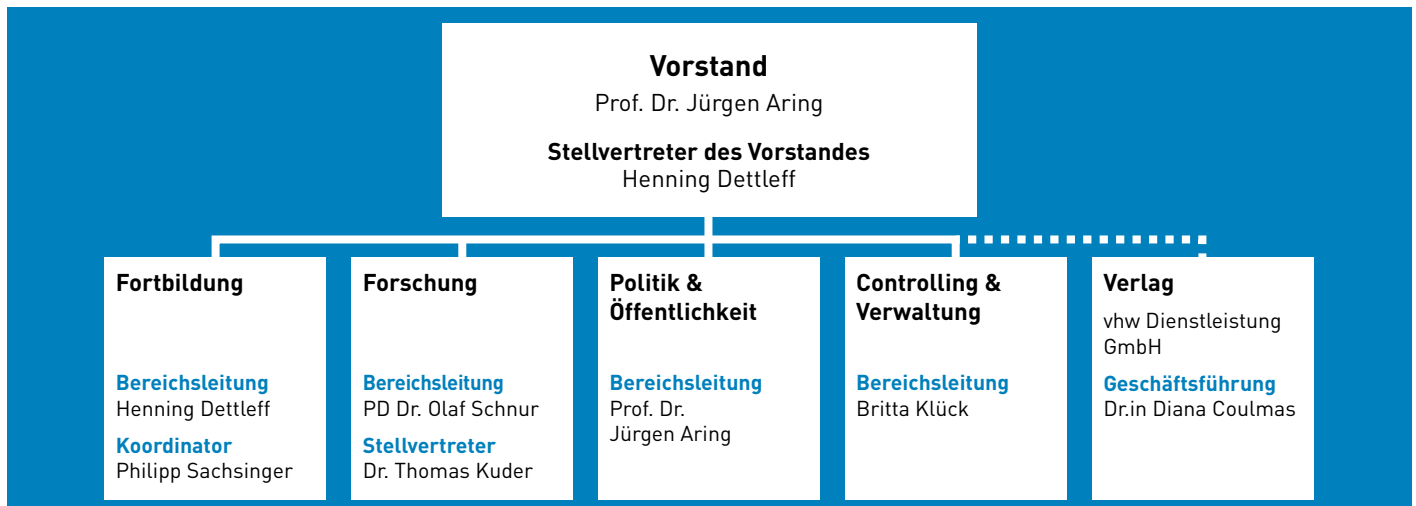 Vorstand
Prof. Dr. Jürgen Aring
Stellvertreter des Vorstandes
Henning Dettleff
Fortbildung
Bereichsleitung
Henning Dettleff
Koordinator
Philipp Sachsinger
Forschung
Bereichsleitung
PD Dr. Olaf Schnur
Stellvertreter
Dr. Thomas Kuder
Politik &
Öffentlichkeit
Bereichsleitung
Prof. Dr.
Jürgen Aring
Controlling &
Verwaltung
Bereichsleitung
Britta Klück
Verlag
vhw Dienstleistung
GmbH
Geschäftsführung
Dr.in Diana Coulmas